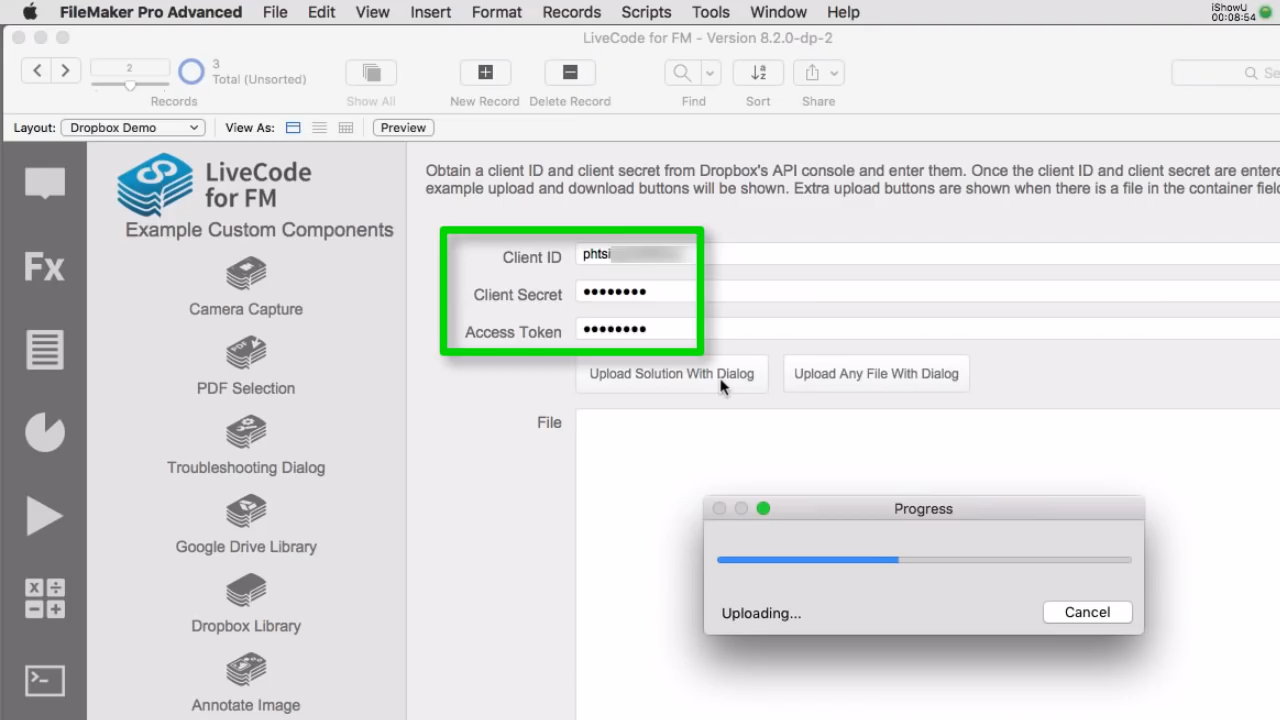 FileMaker Pro Advanced File Edit View Insert Format Records Scripts Tools Window Help
iShowU
00:08:54
LiveCode for FM - Version 8.2.0-dp-2
2
3
Total (Unsorted)
Records Show All New Record Delete Record Find Sort Share
Se
Layout: Dropbox Demo View As: Preview
LiveCode
for FM
Example Custom Components
Camera Capture
PDF Selection
Troubleshooting Dialog
Google Drive Library
Dropbox Library
Annotate Image
Fx
Obtain a client ID and client secret from Dropbox's API console and enter them. Once the client ID and client secret are entere
example upload and download buttons will be shown. Extra upload buttons are shown when there is a file in the container field
Client ID phtsi
Client Secret ••••••••
Access Token ••••••••
Upload Solution With Dialog Upload Any File With Dialog
File
Progress
Uploading...
Cancel